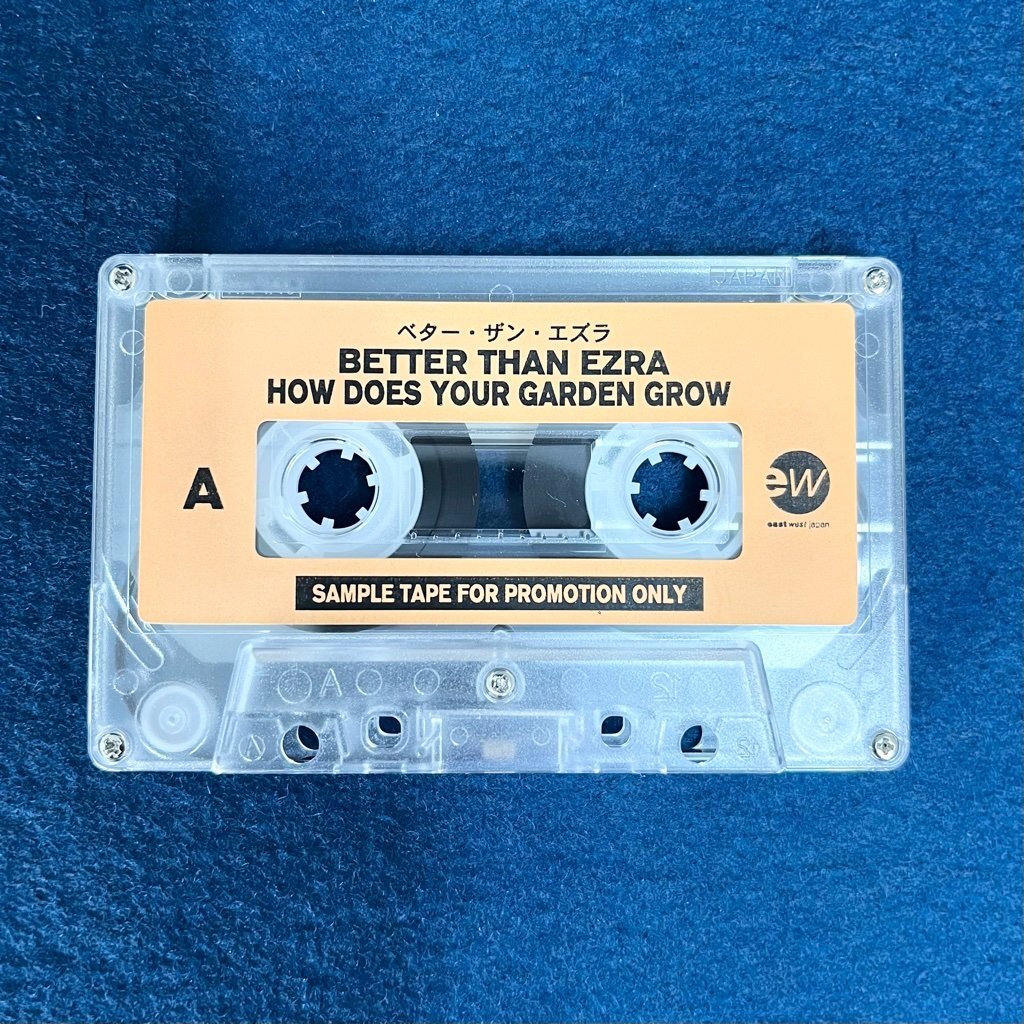 JAPAN
ベター・ザン・エズラ
BETTER THAN EZRA
HOW DOES YOUR GARDEN GROW
A
ew
east west japan
SAMPLE TAPE FOR PROMOTION ONLY
A